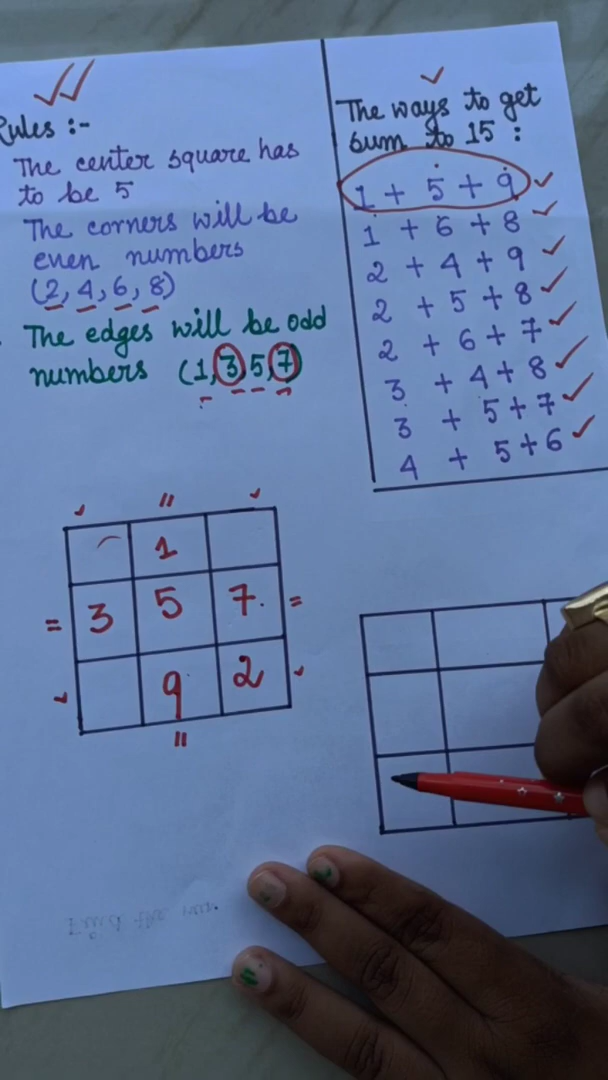 Rules :-
The center square has
to be 5
The corners will be
even numbers
(2, 4, 6, 8)
The edges will be odd
numbers (1, 3, 5, 7)
The ways to get
sum to 15 :
1 + 5 + 9
1 + 6 + 8
2 + 4 + 9
2 + 5 + 8
2 + 6 + 7
3 + 4 + 8
3 + 5 + 7
4 + 5 + 6
1
3 5 7
9 2